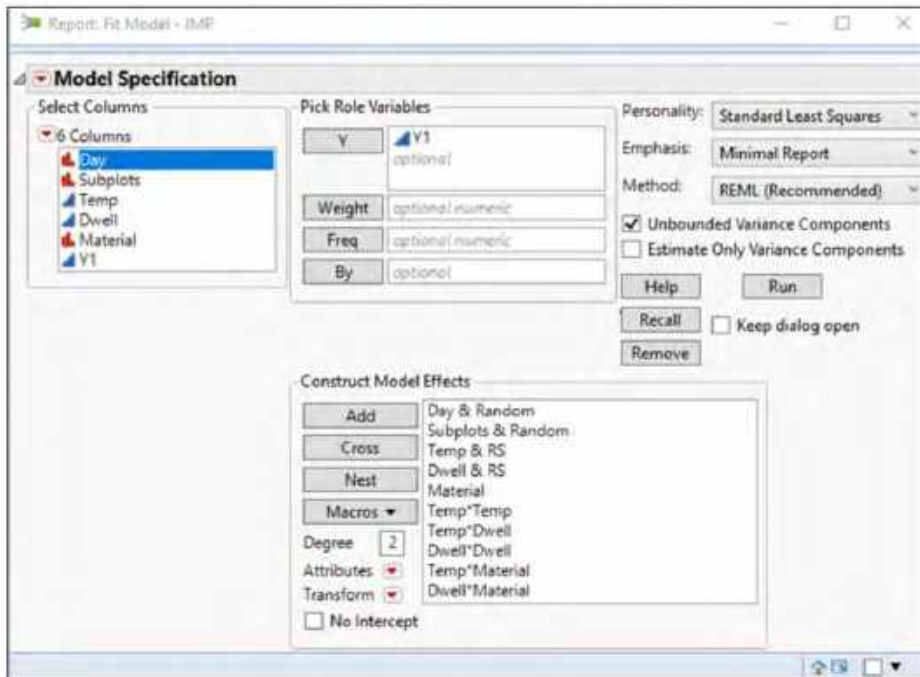 Report: Fit Model - JMP
Model Specification
Select Columns
6 Columns
Day
Subplots
Temp
Dwell
Material
Y1
Pick Role Variables
Y
Y1
optional
Weight
optional numeric
Freq
optional numeric
By
optional
Personality:
Standard Least Squares
Emphasis:
Minimal Report
Method:
REML (Recommended)
Unbounded Variance Components
Estimate Only Variance Components
Help
Run
Recall
Keep dialog open
Remove
Construct Model Effects
Add
Cross
Nest
Macros
Degree
2
Attributes
Transform
No Intercept
Day & Random
Subplots & Random
Temp & RS
Dwell & RS
Material
Temp*Temp
Temp*Dwell
Dwell*Dwell
Temp*Material
Dwell*Material